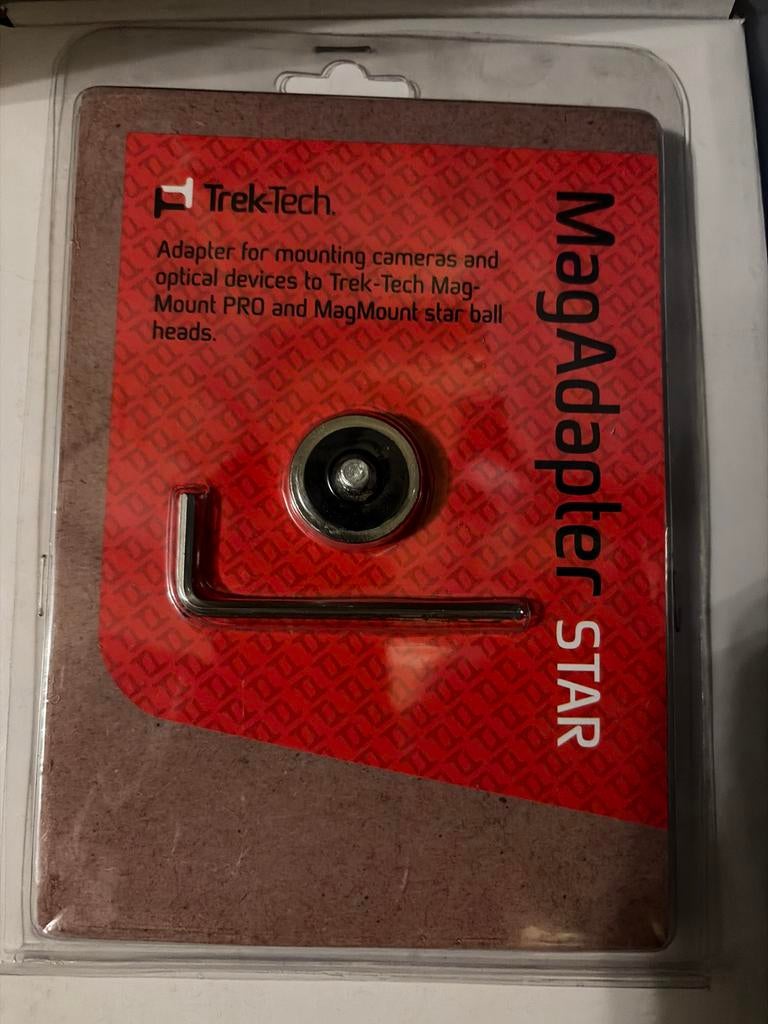 Trek-Tech.
Adapter for mounting cameras and
optical devices to Trek-Tech Mag-
Mount PRO and MagMount star ball
heads.
MagAdapter STAR